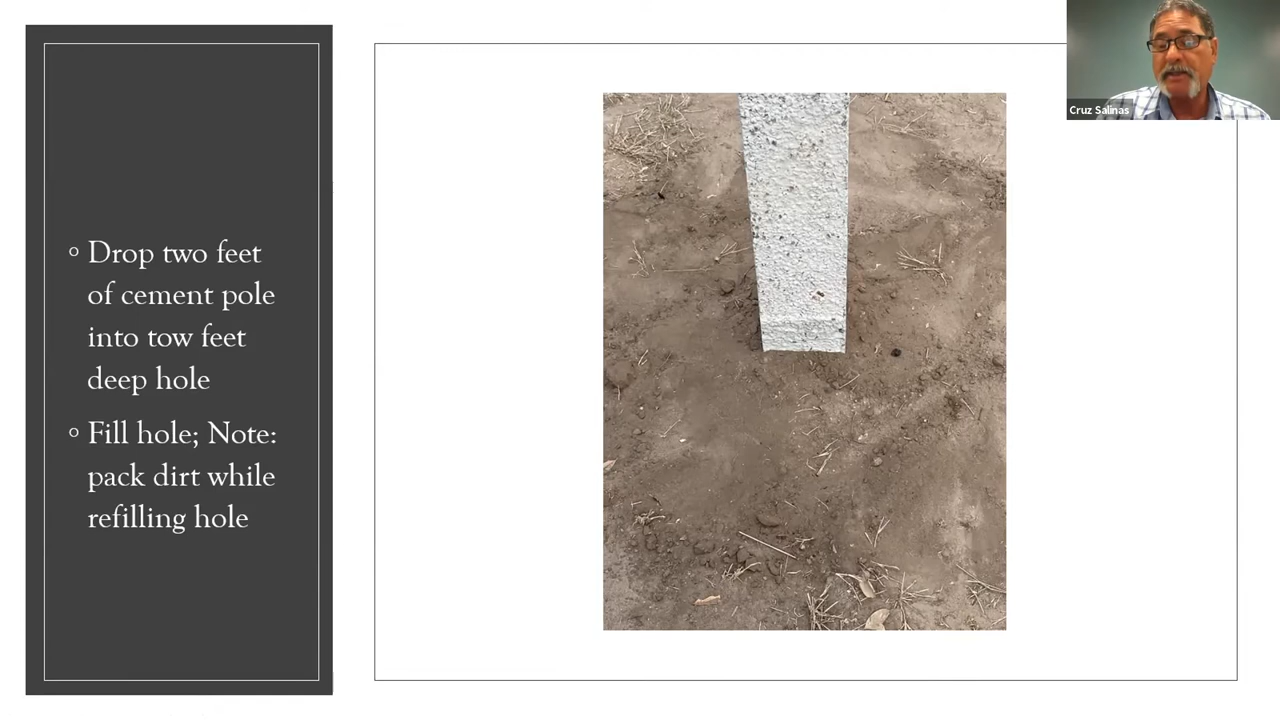 Cruz Salinas
◦ Drop two feet
of cement pole
into tow feet
deep hole
◦ Fill hole; Note:
pack dirt while
refilling hole